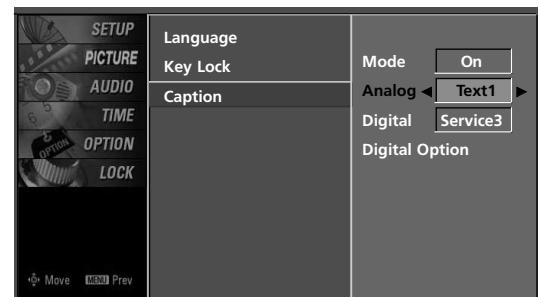 SETUP
PICTURE
AUDIO
TIME
OPTION
LOCK
Move MENU Prev
Language
Key Lock
Caption
Mode On
Analog ◀ Text1 ▶
Digital Service3
Digital Option